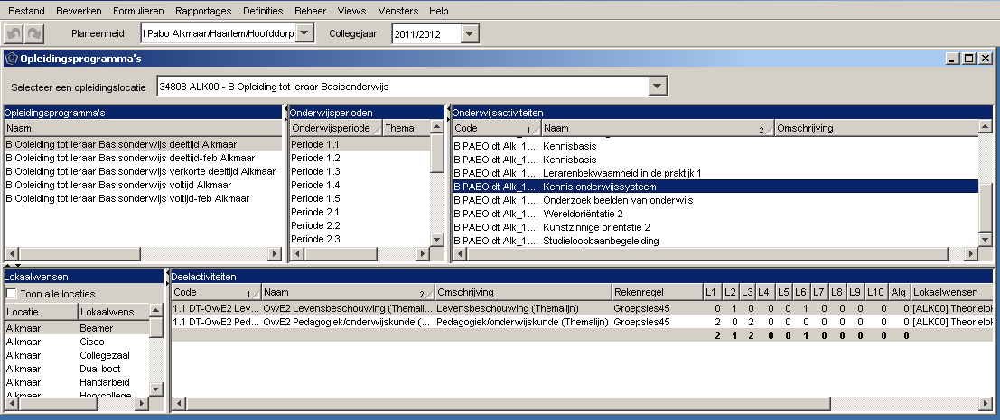 Bestand Bewerken Formulieren Rapportages Definities Beheer Views Vensters Help
Planeenheid l Pabo Alkmaar/Haarlem/Hoofddorp Collegejaar 2011/2012
Opleidingsprogramma's
Selecteer een opleidingslocatie 34808 ALK00 - B Opleiding tot leraar Basisonderwijs
Opleidingsprogramma's
Naam
B Opleiding tot leraar Basisonderwijs deeltijd Alkmaar
B Opleiding tot leraar Basisonderwijs deeltijd-feb Alkmaar
B Opleiding tot leraar Basisonderwijs verkorte deeltijd Alkmaar
B Opleiding tot leraar Basisonderwijs voltijd Alkmaar
B Opleiding tot leraar Basisonderwijs voltijd-feb Alkmaar
Onderwijsperioden
Onderwijsperiode Thema
Periode 1.1
Periode 1.2
Periode 1.3
Periode 1.4
Periode 1.5
Periode 2.1
Periode 2.2
Periode 2.3
Onderwijsactiviteiten
Code 1 Naam 2 Omschrijving
B PABO dt Alk_1.... Kennisbasis
B PABO dt Alk_1.... Kennisbasis
B PABO dt Alk_1.... Lerarenbekwaamheid in de praktijk 1
B PABO dt Alk_1.... Kennis onderwijssysteem
B PABO dt Alk_1.... Onderzoek beelden van onderwijs
B PABO dt Alk_1.... Wereldoriëntatie 2
B PABO dt Alk_1.... Kunstzinnige oriëntatie 2
B PABO dt Alk_1.... Studieloopbaanbegeleiding
Lokaalwensen
Toon alle locaties
Locatie Lokaalwens
Alkmaar Beamer
Alkmaar Cisco
Alkmaar Collegezaal
Alkmaar Dual boot
Alkmaar Handarbeid
Alkmaar Hoorcollege
Deelactiviteiten
Code 1 Naam 2 Omschrijving Rekenregel L1 L2 L3 L4 L5 L6 L7 L8 L9 L10 Alg Lokaalwensen
1.1 DT-OwE2 Lev... OwE2 Levensbeschouwing (Themali... Levensbeschouwing (Themalijn) Groepsles45 0 1 0 0 0 1 0 0 0 0 0 [ALK00] Theorielok
1.1 DT-OwE2 Ped... OwE2 Pedagogiek/onderwijskunde (... Pedagogiek/onderwijskunde (Themalijn) Groepsles45 2 0 2 0 0 0 0 0 0 0 0 [ALK00] Theorielok
2 1 2 0 0 1 0 0 0 0 0